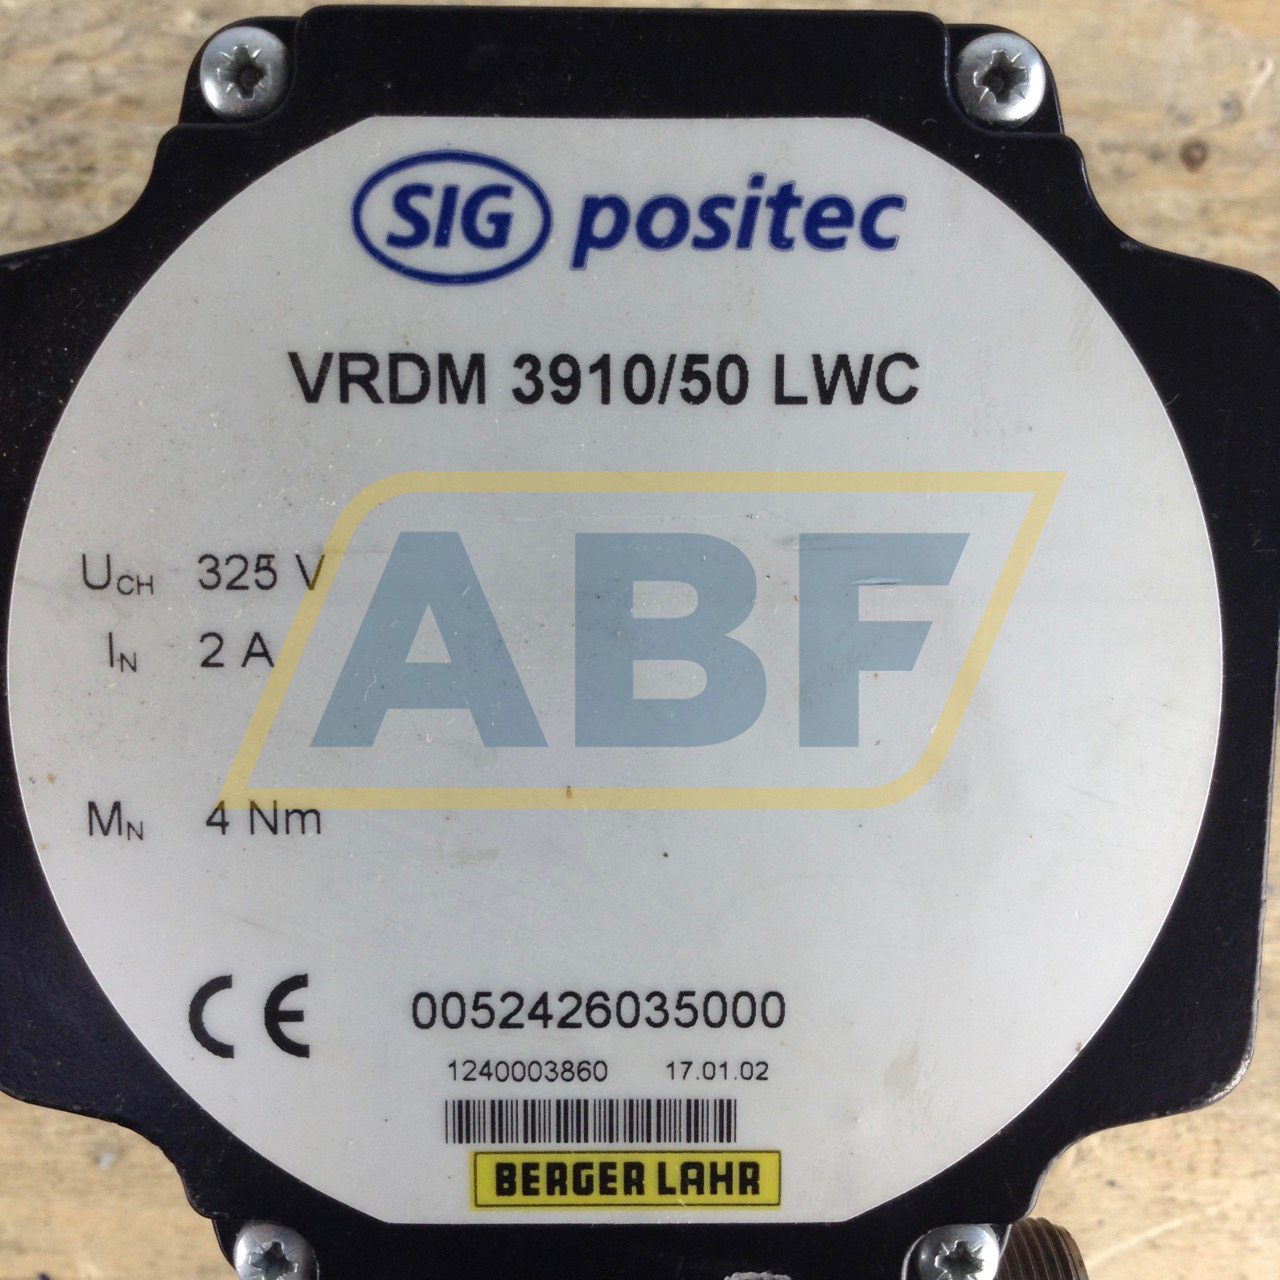 SIG positec
VRDM 3910/50 LWC
UCH 325 V
IN 2 A
ABF
MN 4 Nm
CE 0052426035000
1240003860 17.01.02
BERGER LAHR